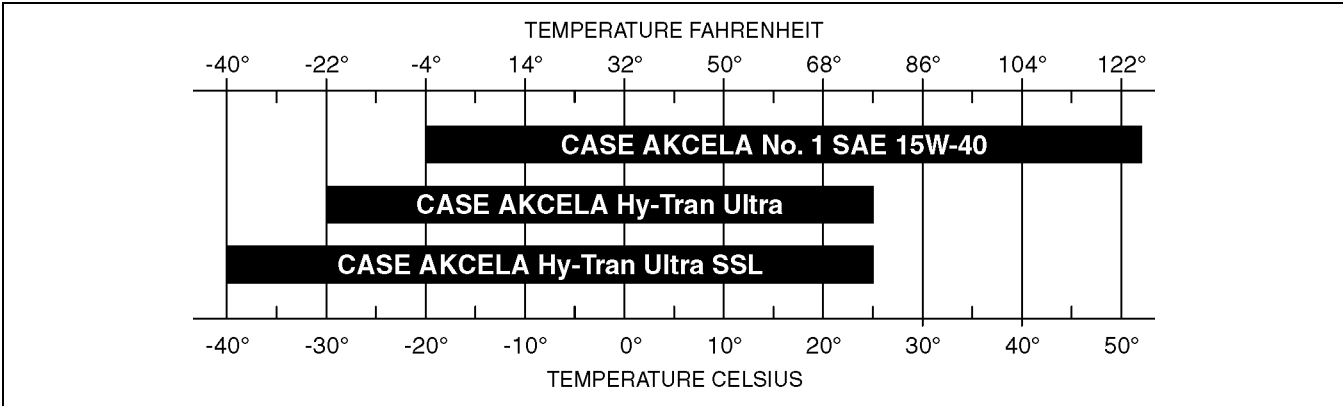 TEMPERATURE FAHRENHEIT
-40° -22° -4° 14° 32° 50° 68° 86° 104° 122°
CASE AKCELA No. 1 SAE 15W-40
CASE AKCELA Hy-Tran Ultra
CASE AKCELA Hy-Tran Ultra SSL
-40° -30° -20° -10° 0° 10° 20° 30° 40° 50°
TEMPERATURE CELSIUS